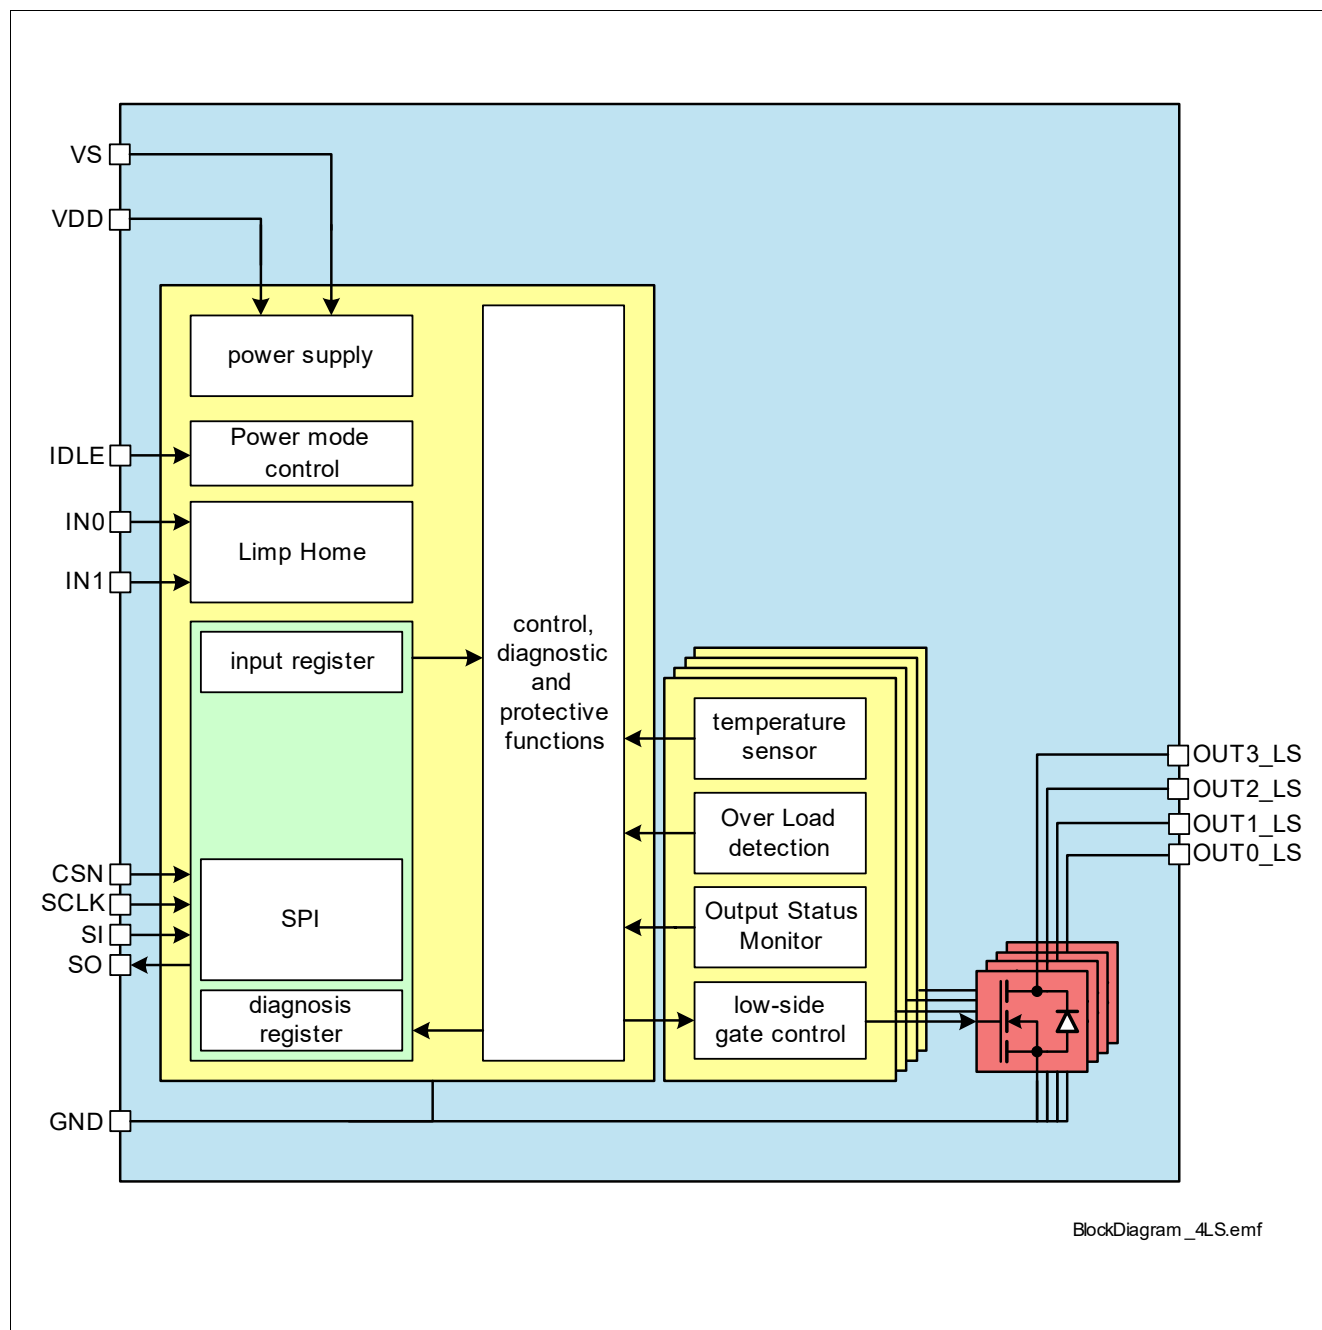 VS
VDD
power supply
IDLE
Power mode
control
IN0
IN1
Limp Home
input register
control,
diagnostic
and
protective
functions
temperature
sensor
Over Load
detection
Output Status
Monitor
low-side
gate control
OUT3_LS
OUT2_LS
OUT1_LS
OUT0_LS
CSN
SCLK
SI
SO
SPI
diagnosis
register
GND
BlockDiagram_4LS.emf